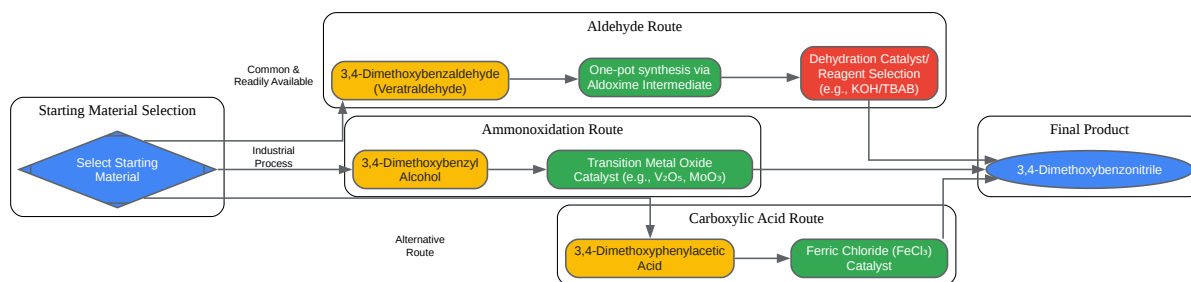 Aldehyde Route
Common &
Readily Available
3,4-Dimethoxybenzaldehyde
(Veratraldehyde)
One-pot synthesis via
Aldoxime Intermediate
Dehydration Catalyst/
Reagent Selection
(e.g., KOH/TBAB)
Starting Material Selection
Select Starting
Material
Industrial
Process
Ammonoxidation Route
3,4-Dimethoxybenzyl
Alcohol
Transition Metal Oxide
Catalyst (e.g., V₂O₅, MoO₃)
Final Product
3,4-Dimethoxybenzonitrile
Alternative
Route
Carboxylic Acid Route
3,4-Dimethoxyphenylacetic
Acid
Ferric Chloride (FeCl₃)
Catalyst